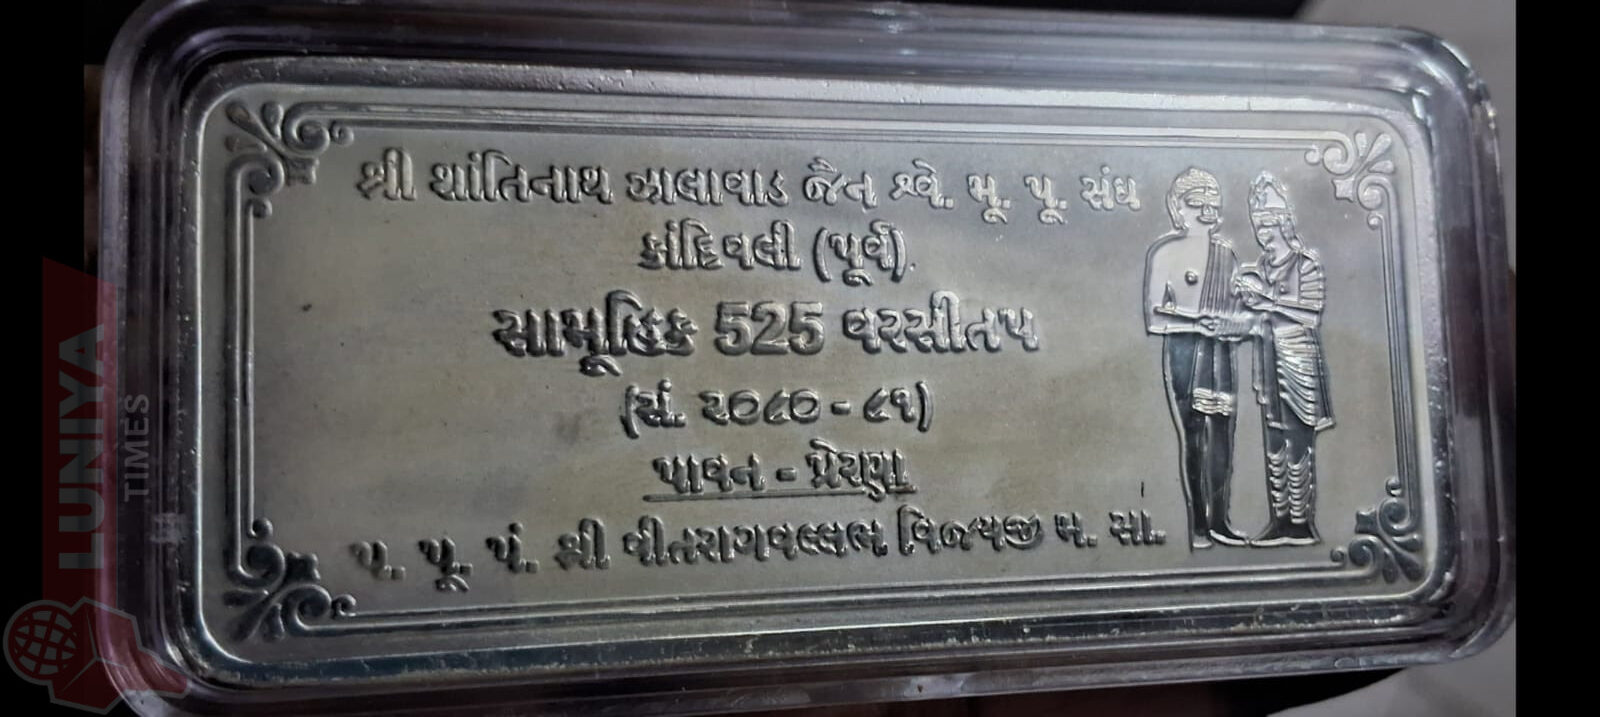 શ્રી શાંતિનાથ ઝાલાવાડ જૈન શ્વે. મૂ. પૂ. સંઘ
કાંદિવલી (પૂર્વ).
સામૂહિક 525 વરસીતપ
(સં. ૨૦૮૦ - ૮૧)
પાવન - પ્રેરણા
પ. પૂ. પં. શ્રી વીતરાગવલ્લભ વિજયજી મ. સા.
LUNIYA
TIMES